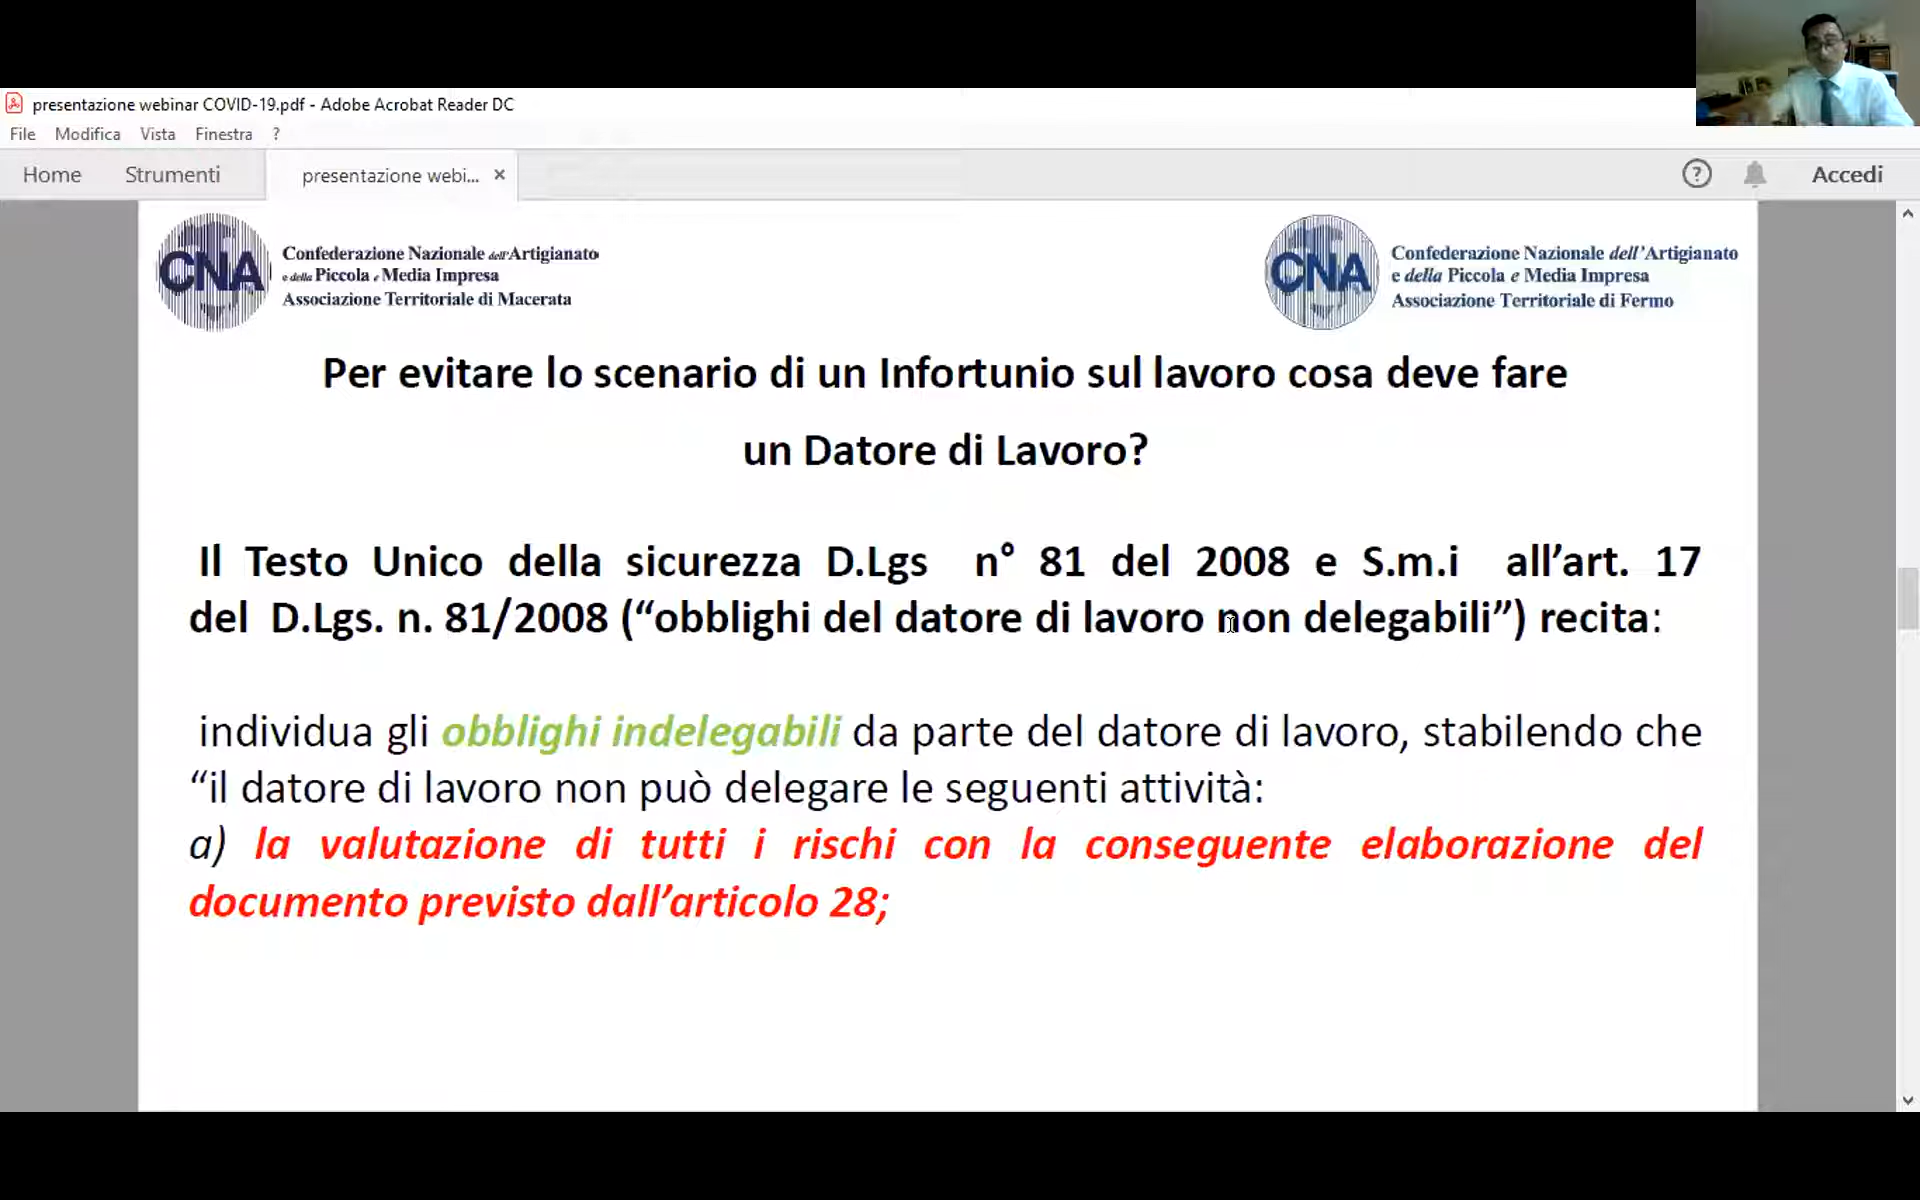 presentazione webinar COVID-19.pdf - Adobe Acrobat Reader DC
File Modifica Vista Finestra ?
Home Strumenti presentazione webi... × ? Accedi
CNA
Confederazione Nazionale dell'Artigianato
e della Piccola e Media Impresa
Associazione Territoriale di Macerata
CNA
Confederazione Nazionale dell'Artigianato
e della Piccola e Media Impresa
Associazione Territoriale di Fermo
Per evitare lo scenario di un Infortunio sul lavoro cosa deve fare
un Datore di Lavoro?
Il Testo Unico della sicurezza D.Lgs n° 81 del 2008 e S.m.i all’art. 17
del D.Lgs. n. 81/2008 (“obblighi del datore di lavoro non delegabili”) recita:
individua gli obblighi indelegabili da parte del datore di lavoro, stabilendo che
“il datore di lavoro non può delegare le seguenti attività:
a) la valutazione di tutti i rischi con la conseguente elaborazione del
documento previsto dall’articolo 28;